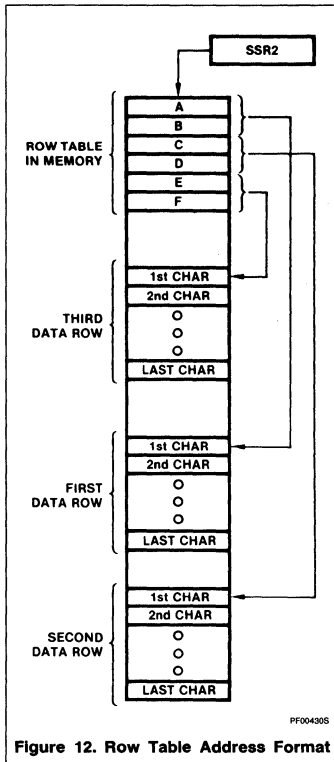 SSR2
A
B
C
D
E
F
ROW TABLE
IN MEMORY
1st CHAR
2nd CHAR
THIRD
DATA ROW
LAST CHAR
1st CHAR
2nd CHAR
FIRST
DATA ROW
LAST CHAR
1st CHAR
2nd CHAR
SECOND
DATA ROW
LAST CHAR
PF00430S
Figure 12. Row Table Address Format